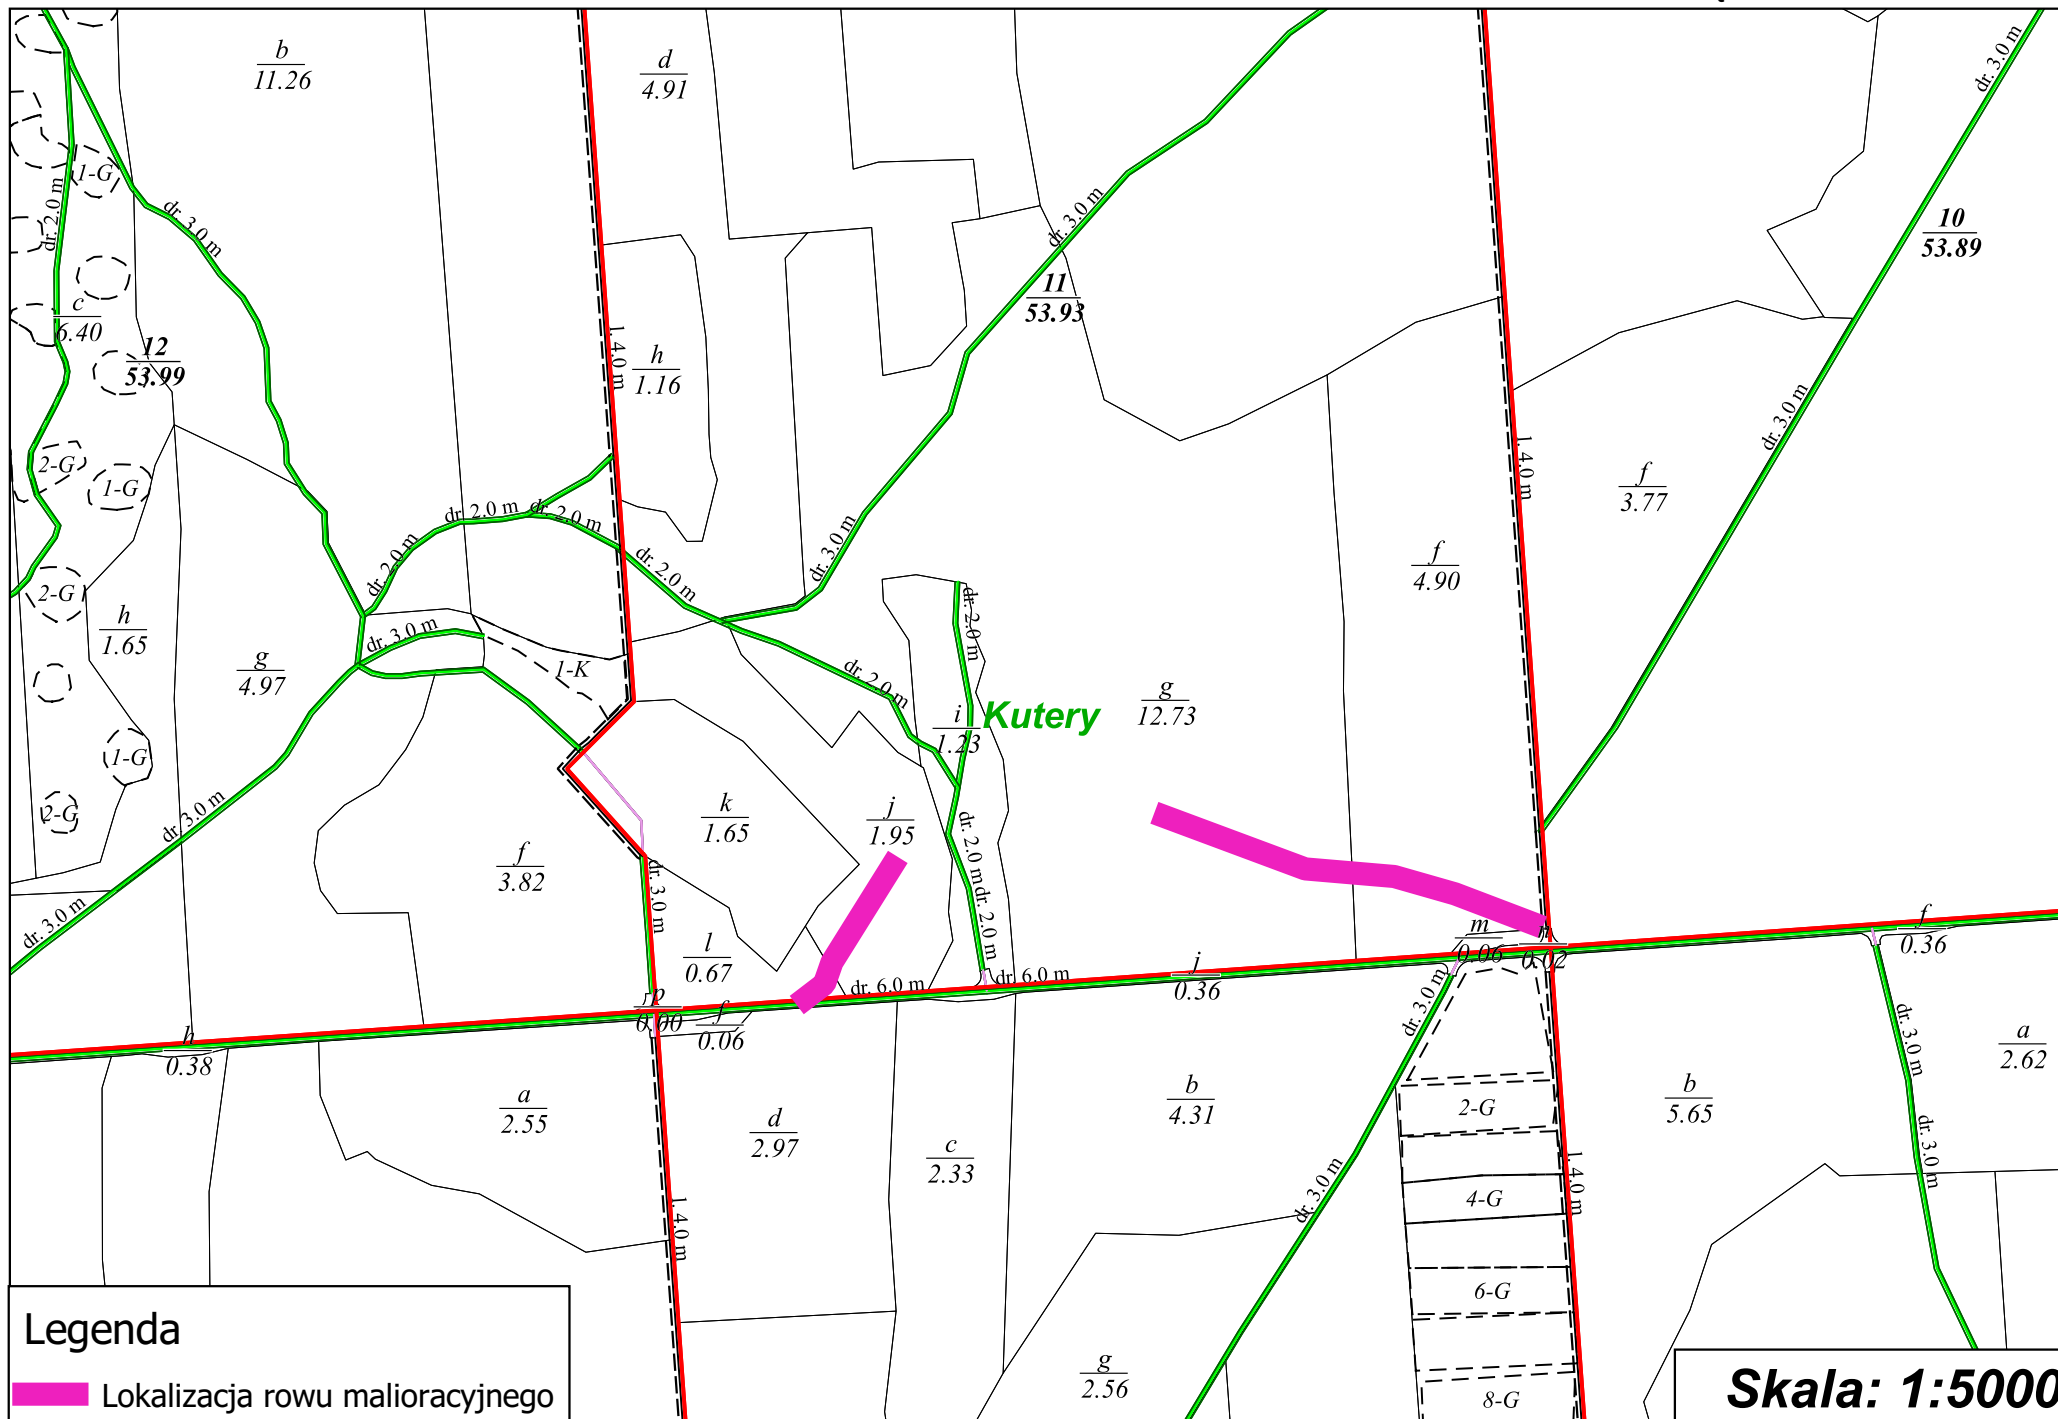 b
11.26
d
4.91
dr. 3.0 m
1-G
dr. 2.0 m
dr. 3.0 m
dr. 3.0 m
10
53.89
11
53.93
c
6.40
12
53.99
l. 4.0 m
h
1.16
dr. 3.0 m
l. 4.0 m
f
3.77
2-G
1-G
dr. 2.0 m
dr. 2.0 m
dr. 3.0 m
f
4.90
dr. 2.0 m
dr. 2.0 m
2-G
h
1.65
dr. 3.0 m
dr. 2.0 m
g
4.97
1-K
dr. 2.0 m
i
1.23
Kutery
g
12.73
1-G
2-G
dr. 3.0 m
k
1.65
j
1.95
dr. 2.0 m
f
3.82
dr. 3.0 m
dr. 2.0 m
dr. 3.0 m
l
0.67
m
0.06
n
0.02
f
0.36
dr. 6.0 m
dr. 6.0 m
j
0.36
dr. 3.0 m
p
0.00
f
0.06
h
0.38
dr. 3.0 m
a
2.62
a
2.55
d
2.97
c
2.33
b
4.31
2-G
b
5.65
dr. 3.0 m
dr. 3.0 m
l. 4.0 m
4-G
l. 4.0 m
6-G
g
2.56
8-G
Legenda
Lokalizacja rowu malioracyjnego
Skala: 1:5000